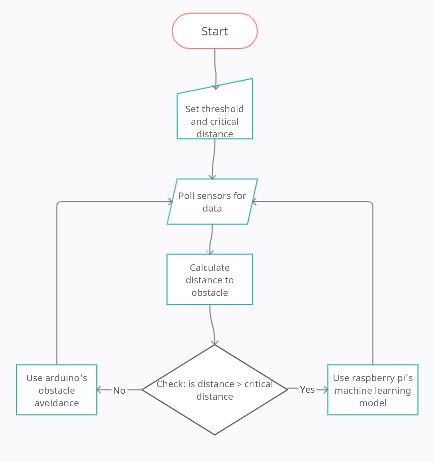 Start
Set threshold
and critical
distance
Poll sensors for
data
Calculate
distance to
obstacle
Check: is distance > critical
distance
No
Yes
Use arduino's
obstacle
avoidance
Use raspberry pi's
machine learning
model